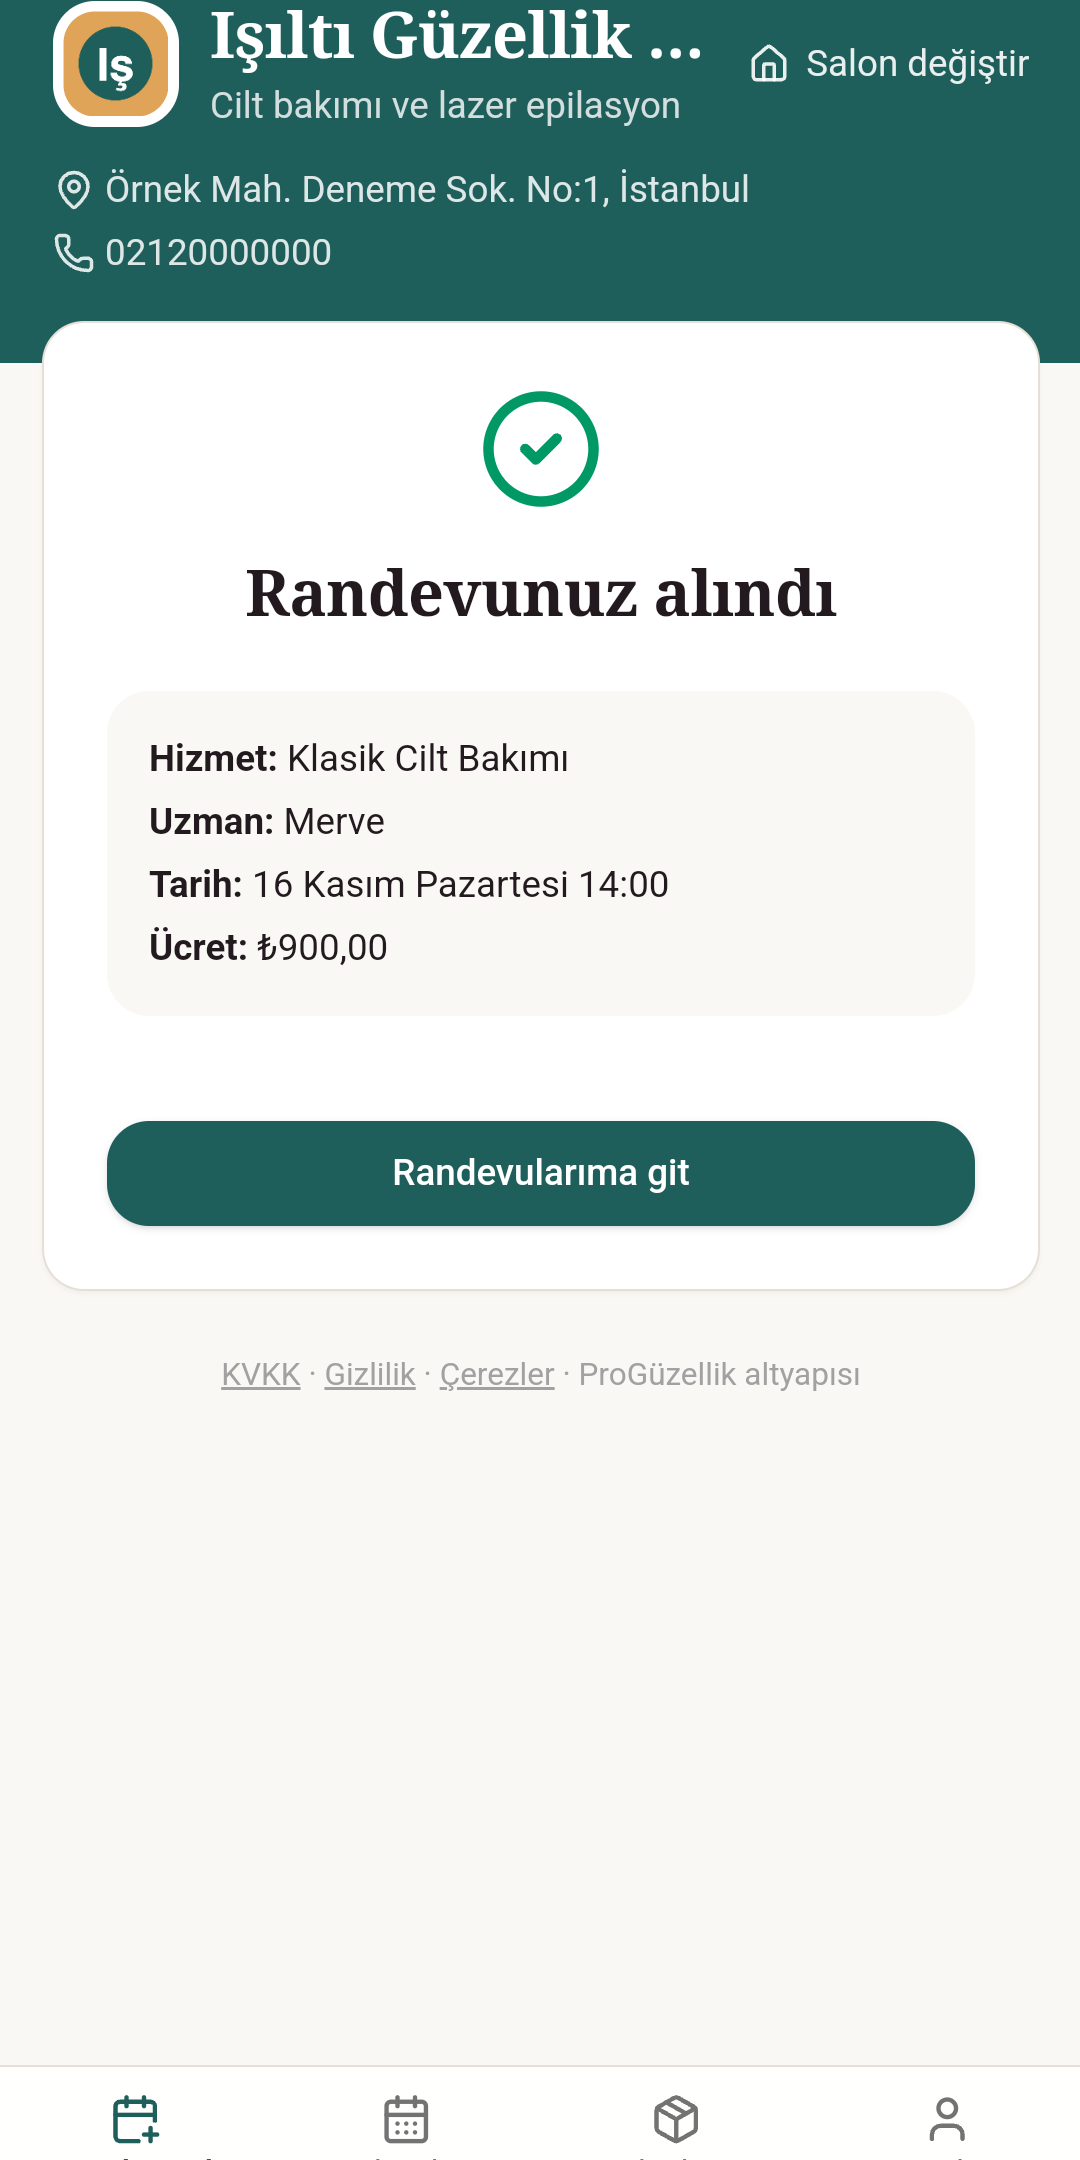 Iş
Işıltı Güzellik ...
Cilt bakımı ve lazer epilasyon
Salon değiştir
Örnek Mah. Deneme Sok. No:1, İstanbul
02120000000
Randevunuz alındı
Hizmet: Klasik Cilt Bakımı
Uzman: Merve
Tarih: 16 Kasım Pazartesi 14:00
Ücret: ₺900,00
Randevularıma git
KVKK · Gizlilik · Çerezler · ProGüzellik altyapısı